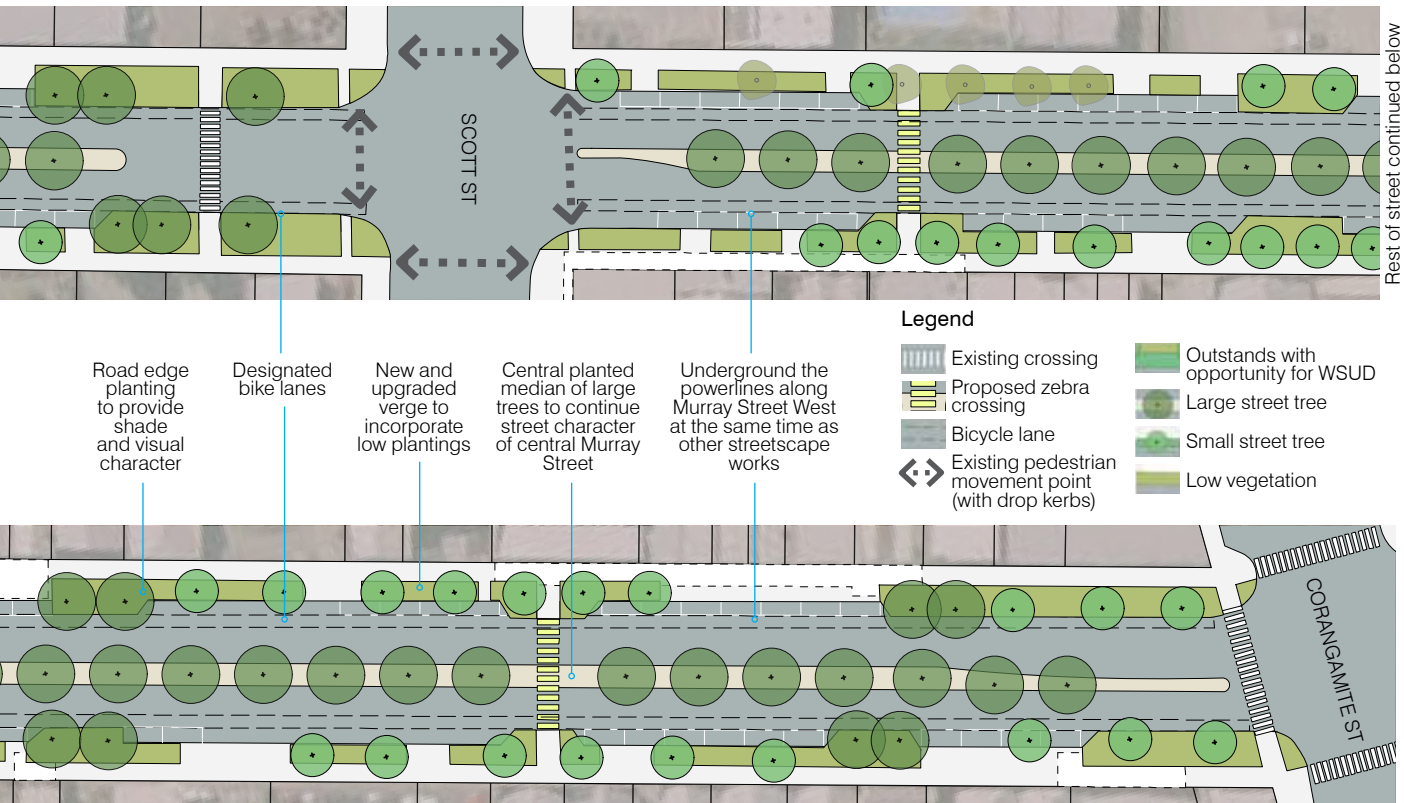 SCOTT ST
Rest of street continued below
Road edge
planting
to provide
shade
and visual
character
Designated
bike lanes
New and
upgraded
verge to
incorporate
low plantings
Central planted
median of large
trees to continue
street character
of central Murray
Street
Underground the
powerlines along
Murray Street West
at the same time as
other streetscape
works
Legend
Existing crossing
Proposed zebra
crossing
Bicycle lane
Existing pedestrian
movement point
(with drop kerbs)
Outstands with
opportunity for WSUD
Large street tree
Small street tree
Low vegetation
CORANGAMITE ST